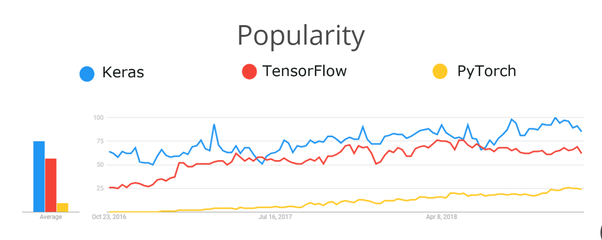 Popularity
Keras TensorFlow PyTorch
100
75
50
25
Average Oct 23, 2016 Jul 16, 2017 Apr 8, 2018